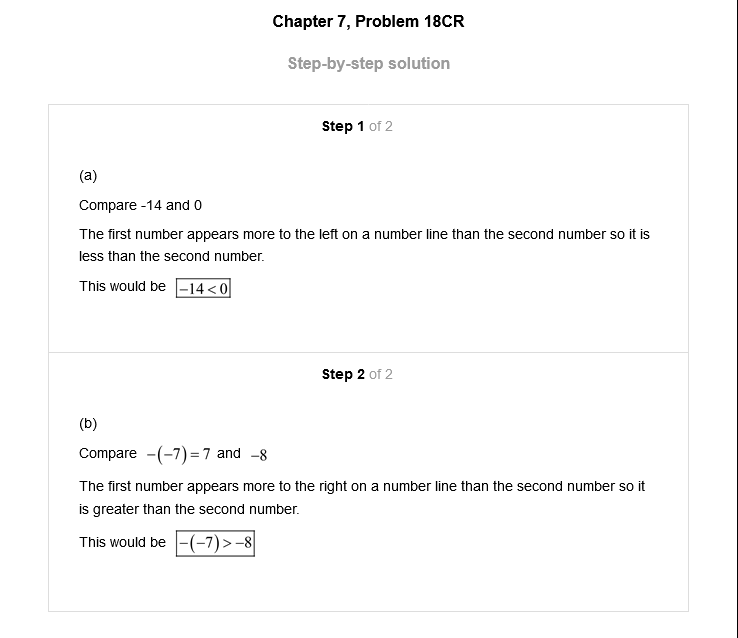 Chapter 7, Problem 18CR
Step-by-step solution
Step 1 of 2
(a)
Compare -14 and 0
The first number appears more to the left on a number line than the second number so it is
less than the second number.
This would be −14 < 0
Step 2 of 2
(b)
Compare −(−7) = 7 and −8
The first number appears more to the right on a number line than the second number so it
is greater than the second number.
This would be −(−7) > −8